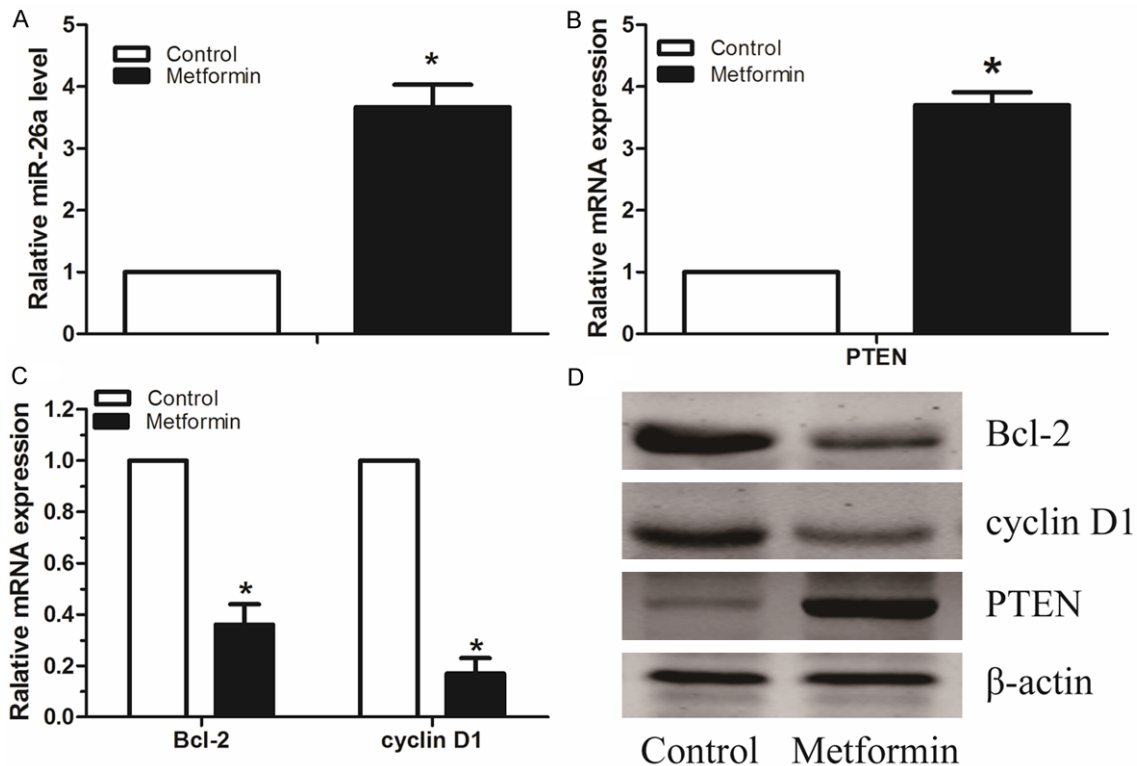 A
Ralative miR-26a level
5
4
3
2
1
0
Control
Metformin
*
B
Ralative mRNA expression
5
4
3
2
1
0
Control
Metformin
*
PTEN
C
Ralative mRNA expression
1.2
1.0
0.8
0.6
0.4
0.2
0.0
Control
Metformin
*
*
Bcl-2 cyclin D1
D
Bcl-2
cyclin D1
PTEN
β-actin
Control Metformin